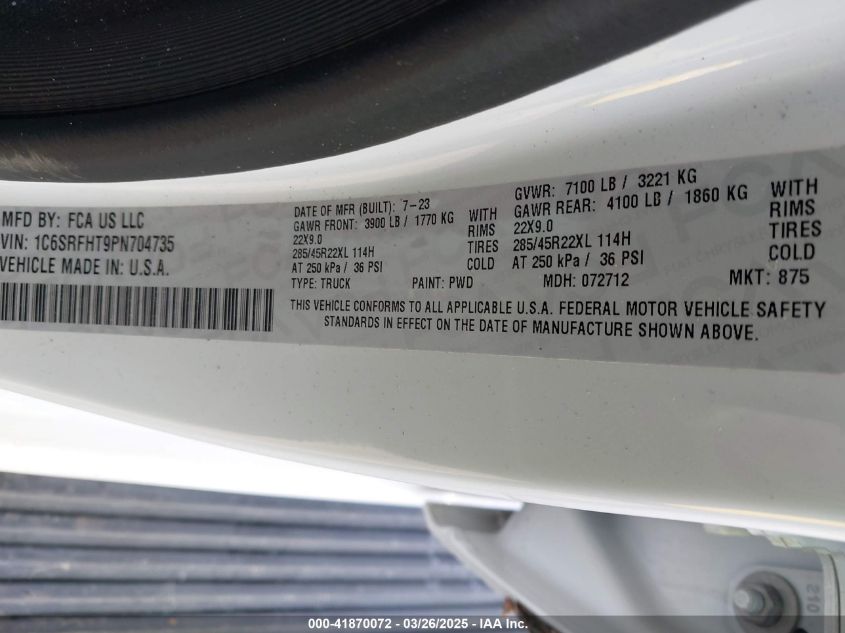 MFD BY: FCA US LLC
VIN: 1C6SRFHT9PN704735
VEHICLE MADE IN: U.S.A.
DATE OF MFR (BUILT): 7-23
GAWR FRONT: 3900 LB / 1770 KG WITH
22X9.0 RIMS
285/45R22XL 114H TIRES
AT 250 kPa / 36 PSI COLD
TYPE: TRUCK PAINT: PWD
GVWR: 7100 LB / 3221 KG
GAWR REAR: 4100 LB / 1860 KG WITH
22X9.0 RIMS
285/45R22XL 114H TIRES
AT 250 kPa / 36 PSI COLD
MDH: 072712 MKT: 875
THIS VEHICLE CONFORMS TO ALL APPLICABLE U.S.A. FEDERAL MOTOR VEHICLE SAFETY
STANDARDS IN EFFECT ON THE DATE OF MANUFACTURE SHOWN ABOVE.
210
000-41870072 - 03/26/2025 - IAA Inc.